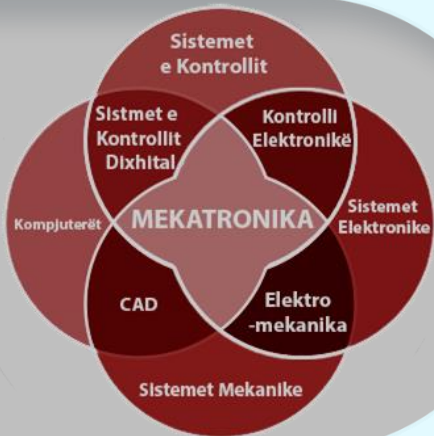 Sistemet
e Kontrollit
Sistmet e
Kontrollit
Dixhital
Kontrolli
Elektronikë
Kompjuterët
MEKATRONIKA
Sistemet
Elektronike
CAD
Elektro
-mekanika
Sistemet Mekanike